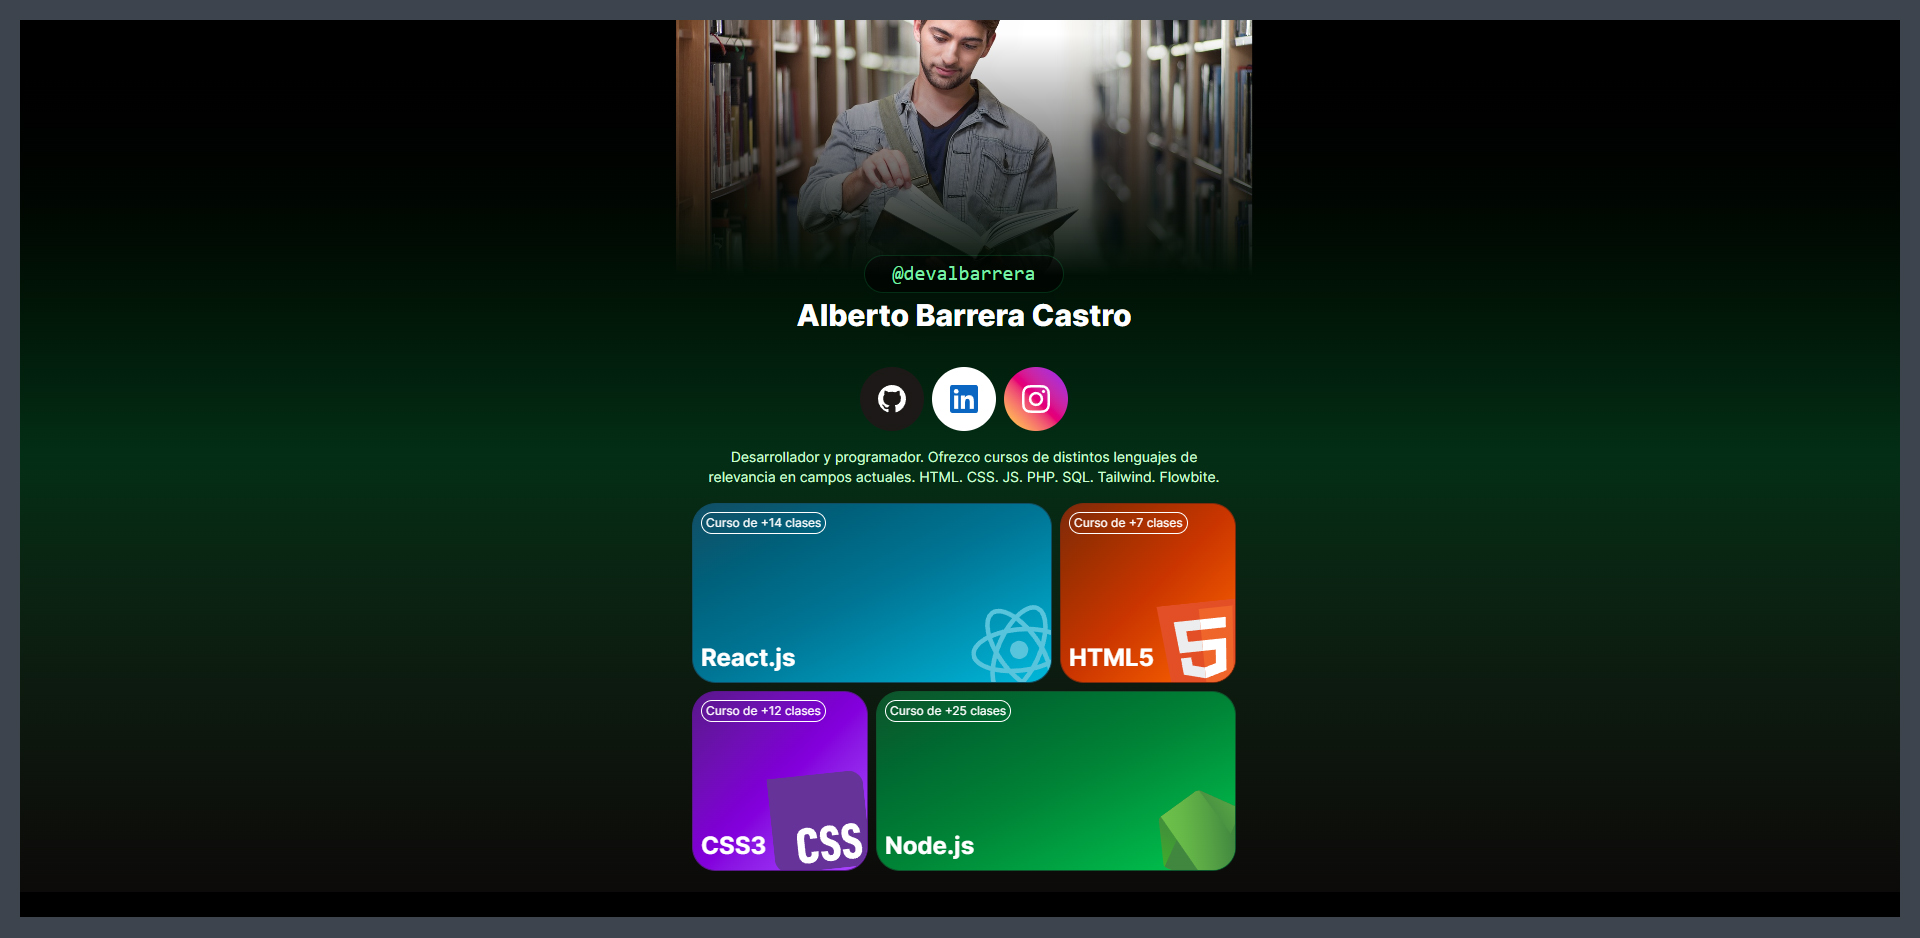 @devalbarrera
Alberto Barrera Castro
in
Desarrollador y programador. Ofrezco cursos de distintos lenguajes de
relevancia en campos actuales. HTML. CSS. JS. PHP. SQL. Tailwind. Flowbite.
Curso de +14 clases
React.js
Curso de +7 clases
HTML5
5
Curso de +12 clases
CSS3
CSS
Curso de +25 clases
Node.js